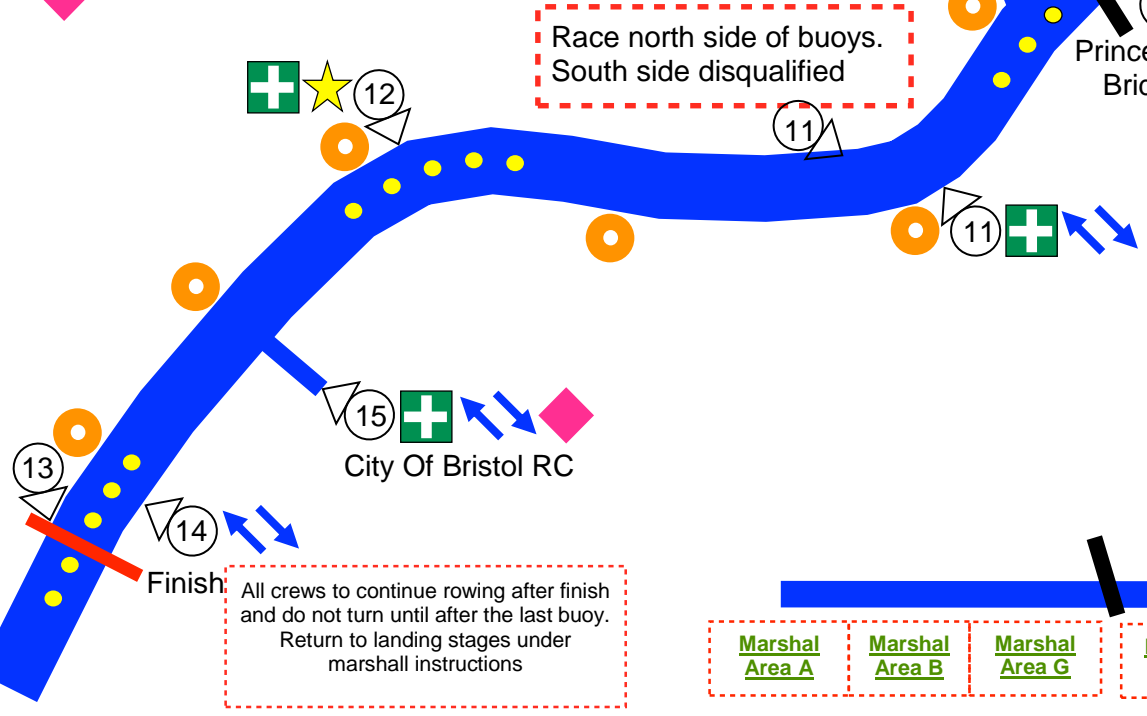 Race north side of buoys.
South side disqualified
12
11
11
15
City Of Bristol RC
13
14
Finish
All crews to continue rowing after finish
and do not turn until after the last buoy.
Return to landing stages under
marshall instructions
Marshal
Area A
Marshal
Area B
Marshal
Area G